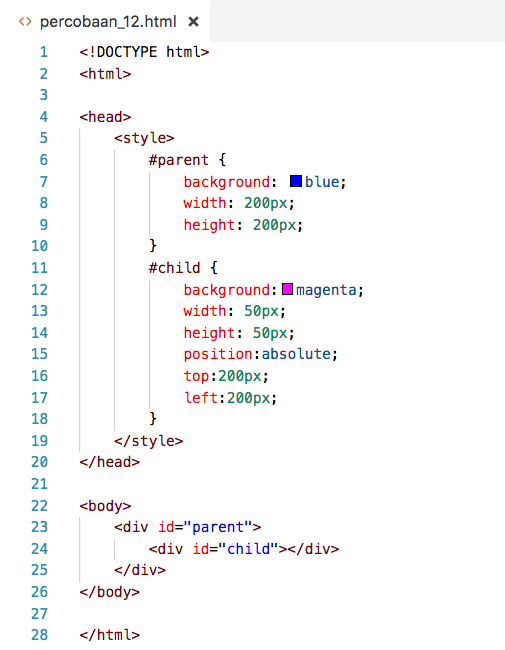 percobaan_12.html
1 <!DOCTYPE html>
2 <html>
3
4 <head>
5 <style>
6 #parent {
7 background: blue;
8 width: 200px;
9 height: 200px;
10 }
11 #child {
12 background: magenta;
13 width: 50px;
14 height: 50px;
15 position:absolute;
16 top:200px;
17 left:200px;
18 }
19 </style>
20 </head>
21
22 <body>
23 <div id="parent">
24 <div id="child"></div>
25 </div>
26 </body>
27
28 </html>